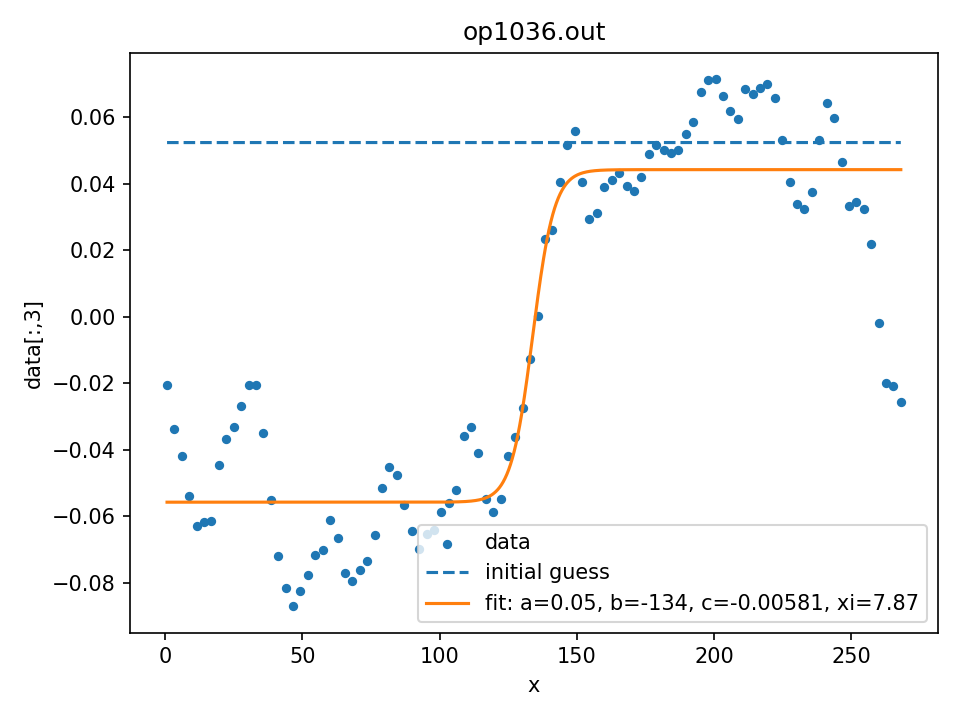 op1036.out
0.06
0.04
0.02
0.00
−0.02
−0.04
−0.06
−0.08
data[:,3]
data
initial guess
fit: a=0.05, b=-134, c=-0.00581, xi=7.87
0 50 100 150 200 250
x